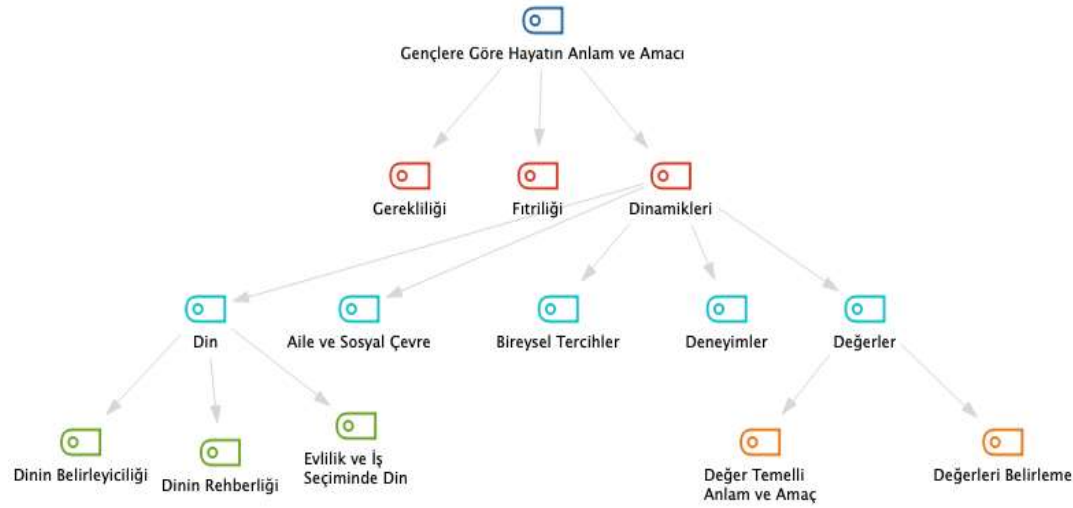 Gençlere Göre Hayatın Anlam ve Amacı
Gerekliliği
Fıtriliği
Dinamikleri
Din
Aile ve Sosyal Çevre
Bireysel Tercihler
Deneyimler
Değerler
Dinin Belirleyiciliği
Dinin Rehberliği
Evlilik ve İş
Seçiminde Din
Değer Temelli
Anlam ve Amaç
Değerleri Belirleme